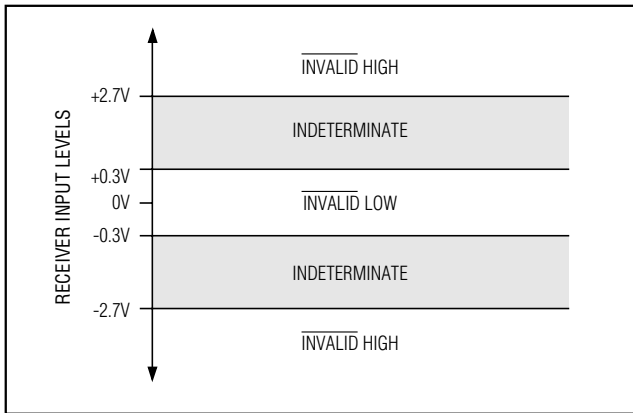 INVALID HIGH
+2.7V
INDETERMINATE
+0.3V
0V
INVALID LOW
-0.3V
INDETERMINATE
-2.7V
INVALID HIGH
RECEIVER INPUT LEVELS